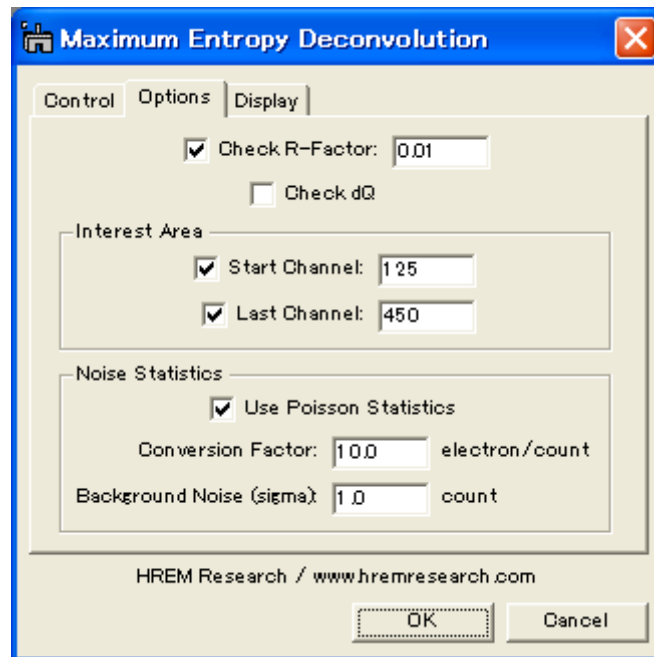 Maximum Entropy Deconvolution
Control Options Display
Check R-Factor: 0.01
Check dQ
Interest Area
Start Channel: 125
Last Channel: 450
Noise Statistics
Use Poisson Statistics
Conversion Factor: 10.0 electron/count
Background Noise (sigma): 1.0 count
HREM Research / www.hremresearch.com
OK Cancel